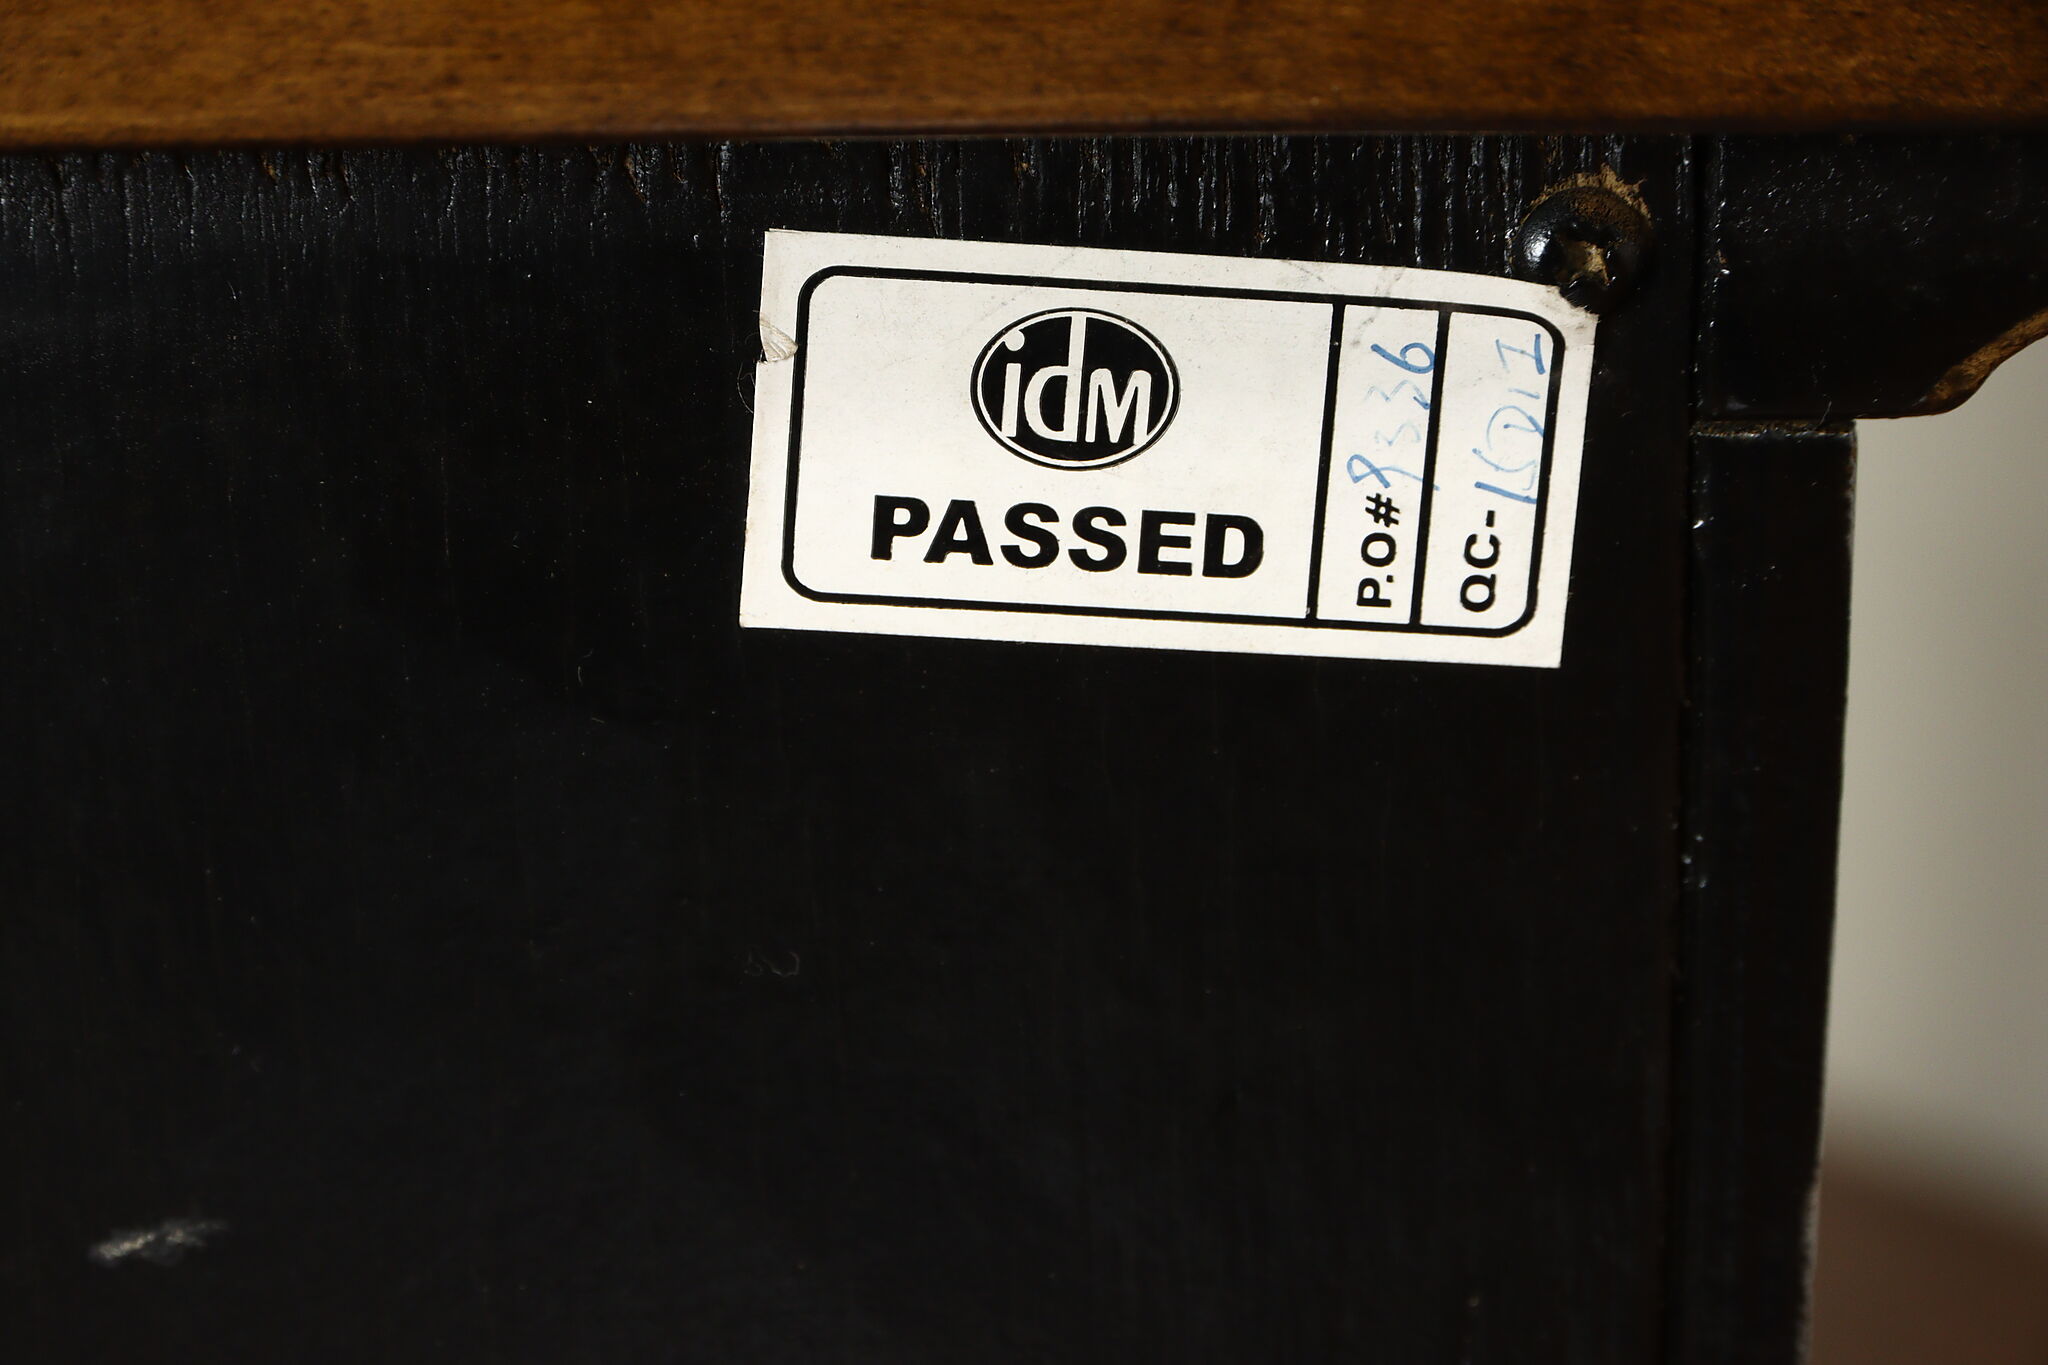 idm
PASSED
P.O# 9336
QC-